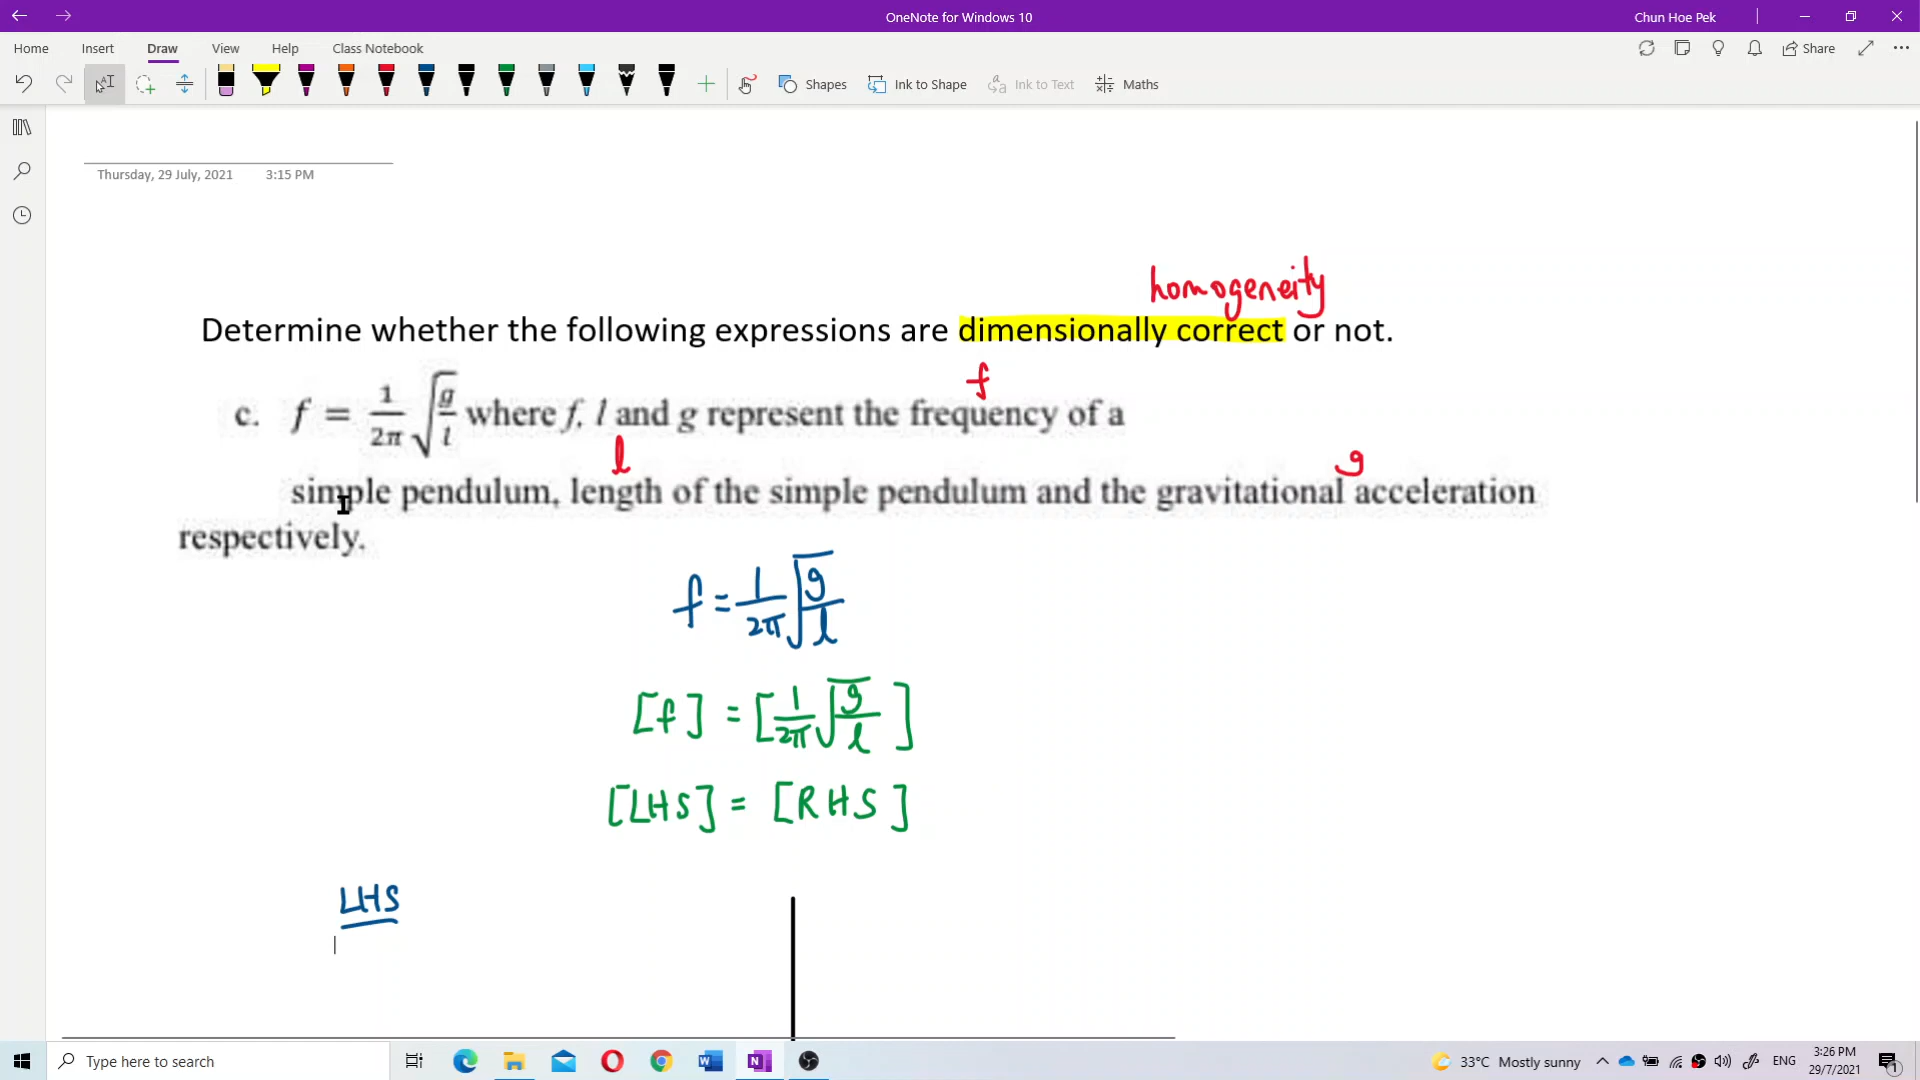 OneNote for Windows 10
Chun Hoe Pek
Home Insert Draw View Help Class Notebook
Share
Shapes Ink to Shape Ink to Text Maths
Thursday, 29 July, 2021 3:15 PM
homogeneity
Determine whether the following expressions are dimensionally correct or not.
f
c. f = 1/2π √(g/l) where f, l and g represent the frequency of a
l
g
simple pendulum, length of the simple pendulum and the gravitational acceleration
respectively.
f = 1/2π √(g/l)
[f] = [1/2π √(g/l)]
[LHS] = [RHS]
LHS
Type here to search
33°C Mostly sunny
ENG
3:26 PM
29/7/2021
1